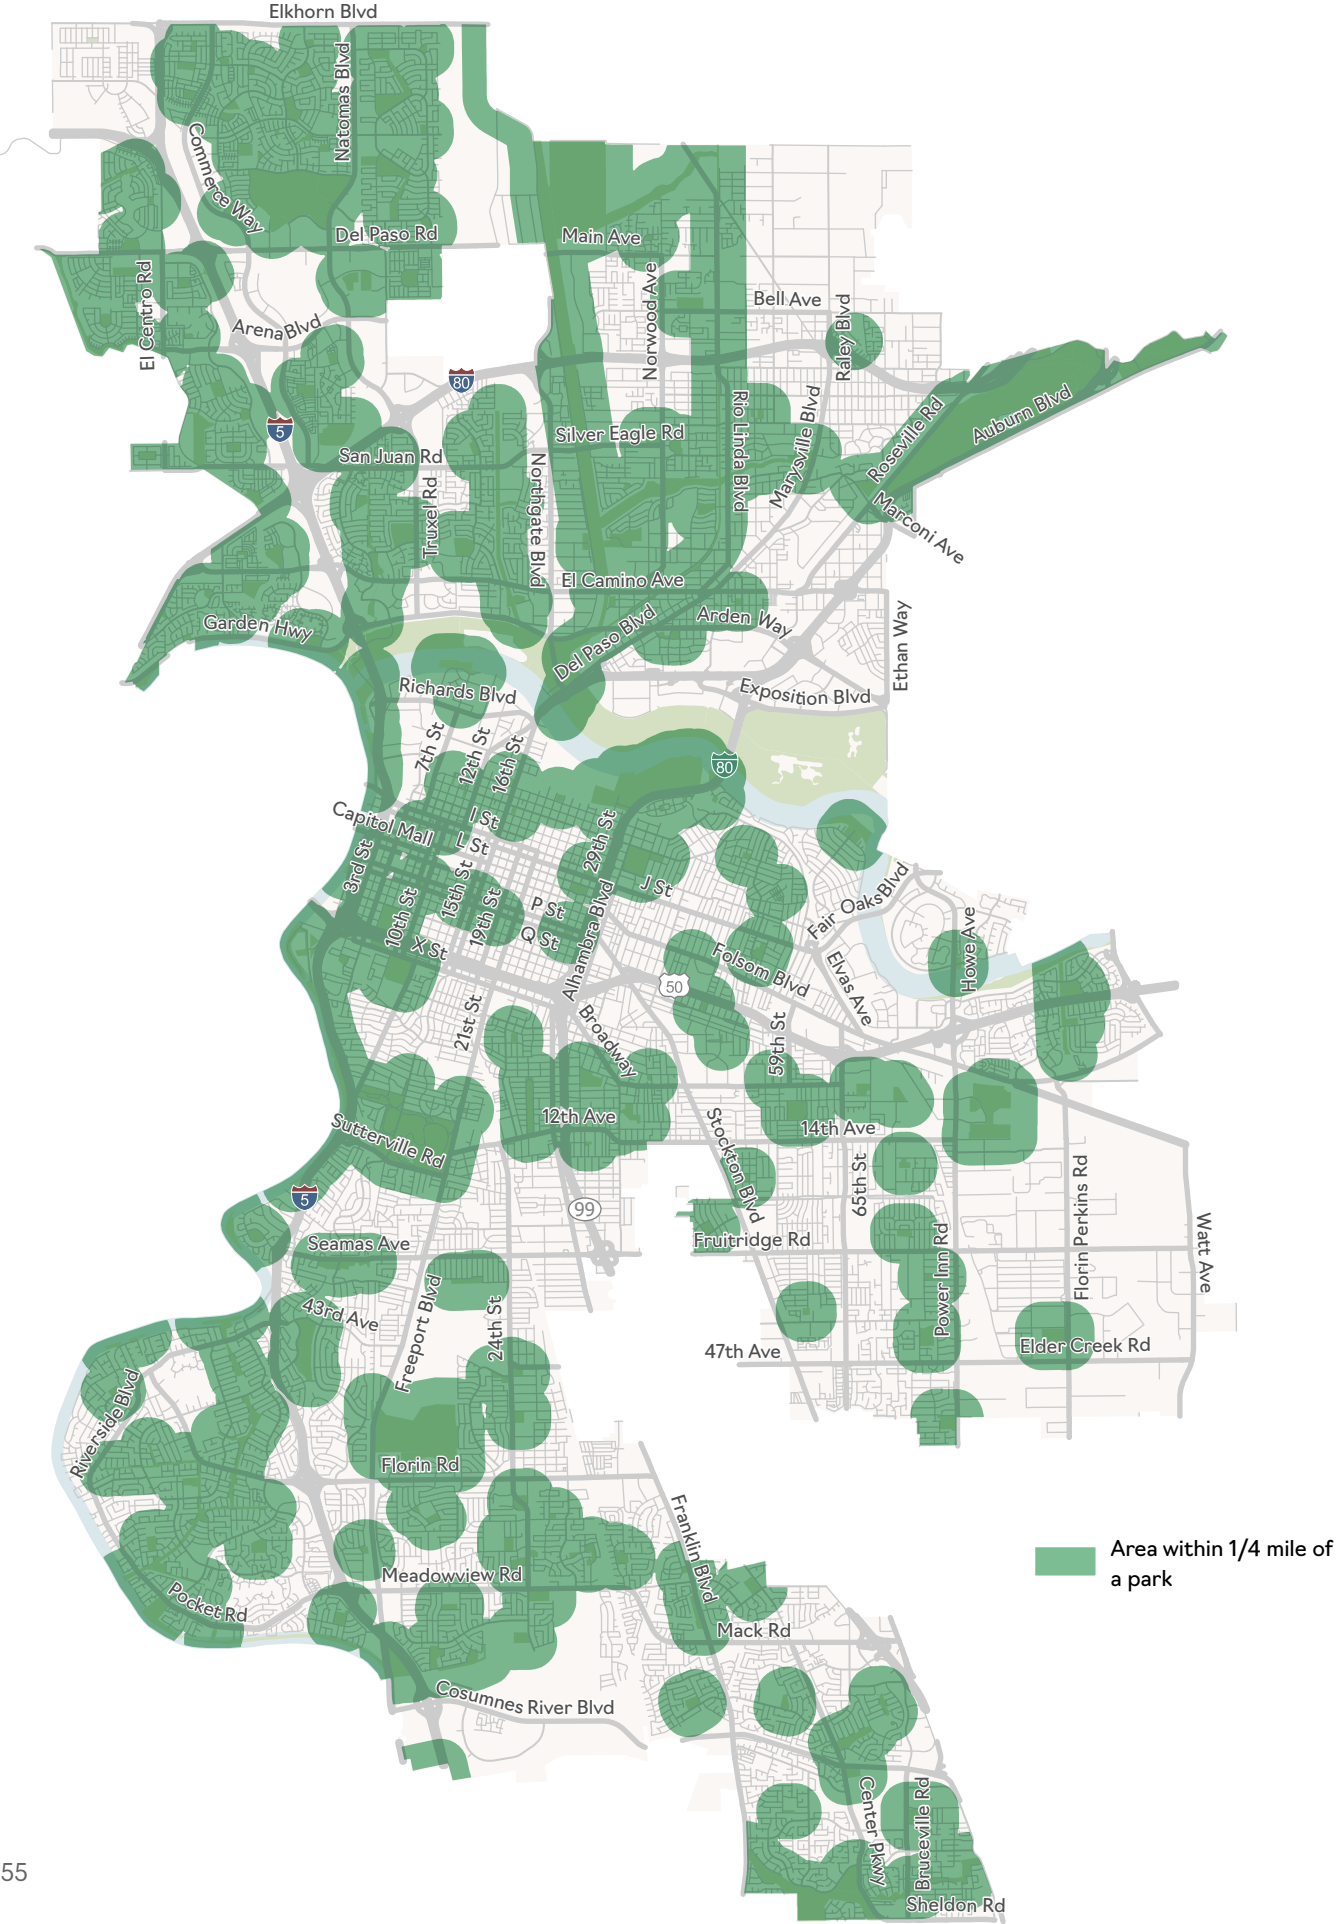 Elkhorn Blvd
Natomas Blvd
Commerce Way
Del Paso Rd
Main Ave
El Centro Rd
Norwood Ave
Bell Ave
Raley Blvd
Arena Blvd
80
Rio Linda Blvd
Marysville Blvd
Roseville Rd
Auburn Blvd
5
Silver Eagle Rd
San Juan Rd
Truxel Rd
Northgate Blvd
Marconi Ave
El Camino Ave
Garden Hwy
Del Paso Blvd
Arden Way
Ethan Way
Richards Blvd
Exposition Blvd
7th St
12th St
16th St
80
Capitol Mall
I St
L St
29th St
3rd St
J St
15th St
19th St
10th St
P St
Q St
X St
Alhambra Blvd
Fair Oaks Blvd
Howe Ave
Folsom Blvd
Elvas Ave
50
21st St
Broadway
59th St
12th Ave
14th Ave
Sutterville Rd
Stockton Blvd
65th St
Florin Perkins Rd
5
99
Seamas Ave
Fruitridge Rd
Power Inn Rd
Watt Ave
43rd Ave
Freeport Blvd
24th St
47th Ave
Elder Creek Rd
Riverside Blvd
Florin Rd
Franklin Blvd
Area within 1/4 mile of
a park
Meadowview Rd
Pocket Rd
Mack Rd
Cosumnes River Blvd
Center Pkwy
Bruceville Rd
55
Sheldon Rd